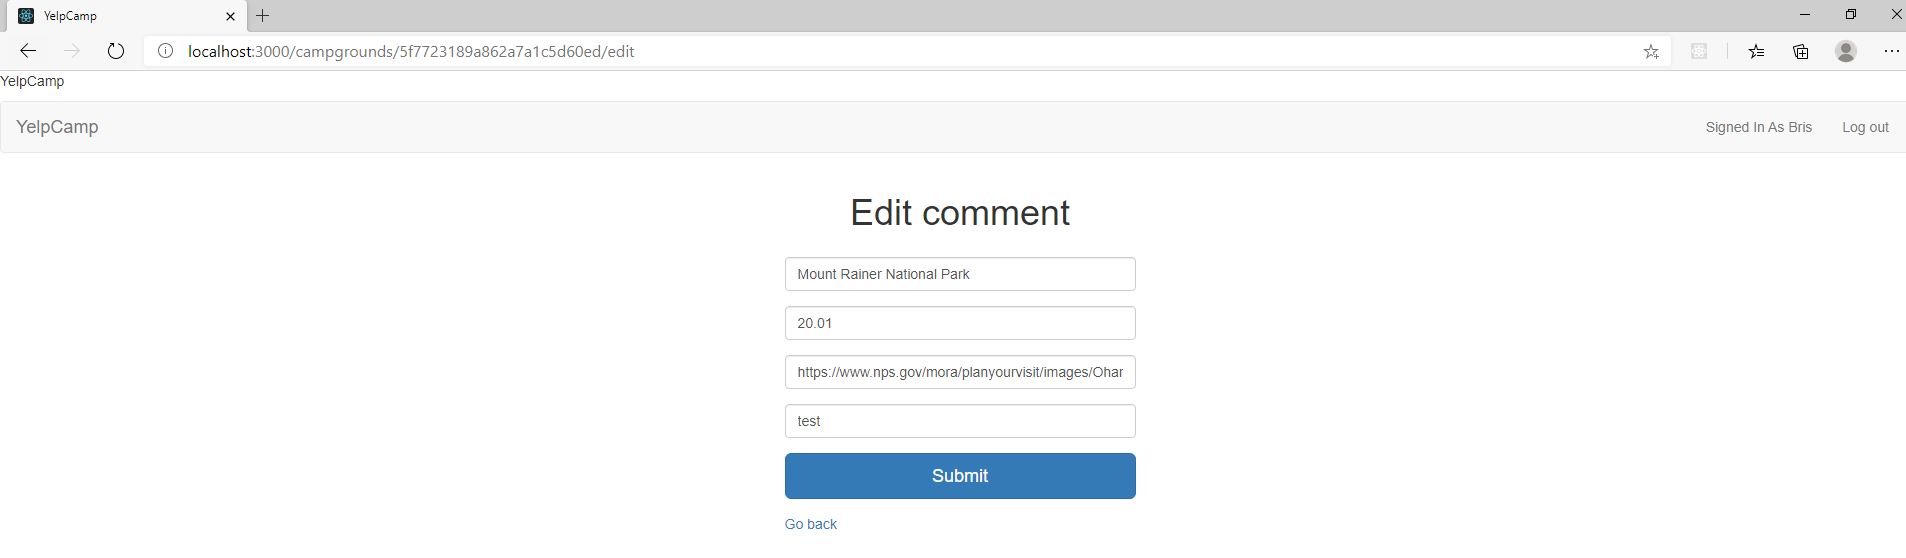 YelpCamp
localhost:3000/campgrounds/5f7723189a862a7a1c5d60ed/edit
YelpCamp
YelpCamp Signed In As Bris Log out
Edit comment
Mount Rainer National Park
20.01
https://www.nps.gov/mora/planyourvisit/images/Ohar
test
Submit
Go back